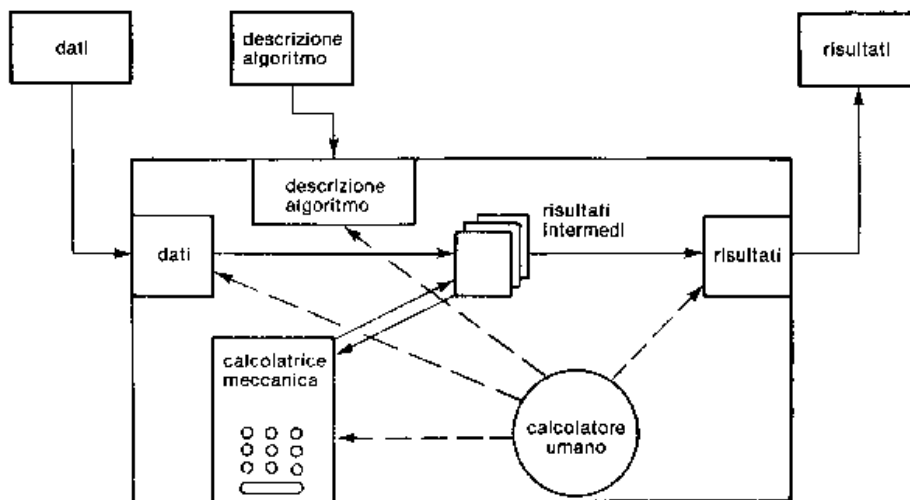 dati
descrizione
algoritmo
risultati
descrizione
algoritmo
risultati
intermedi
dati
risultati
calcolatrice
meccanica
calcolatore
umano